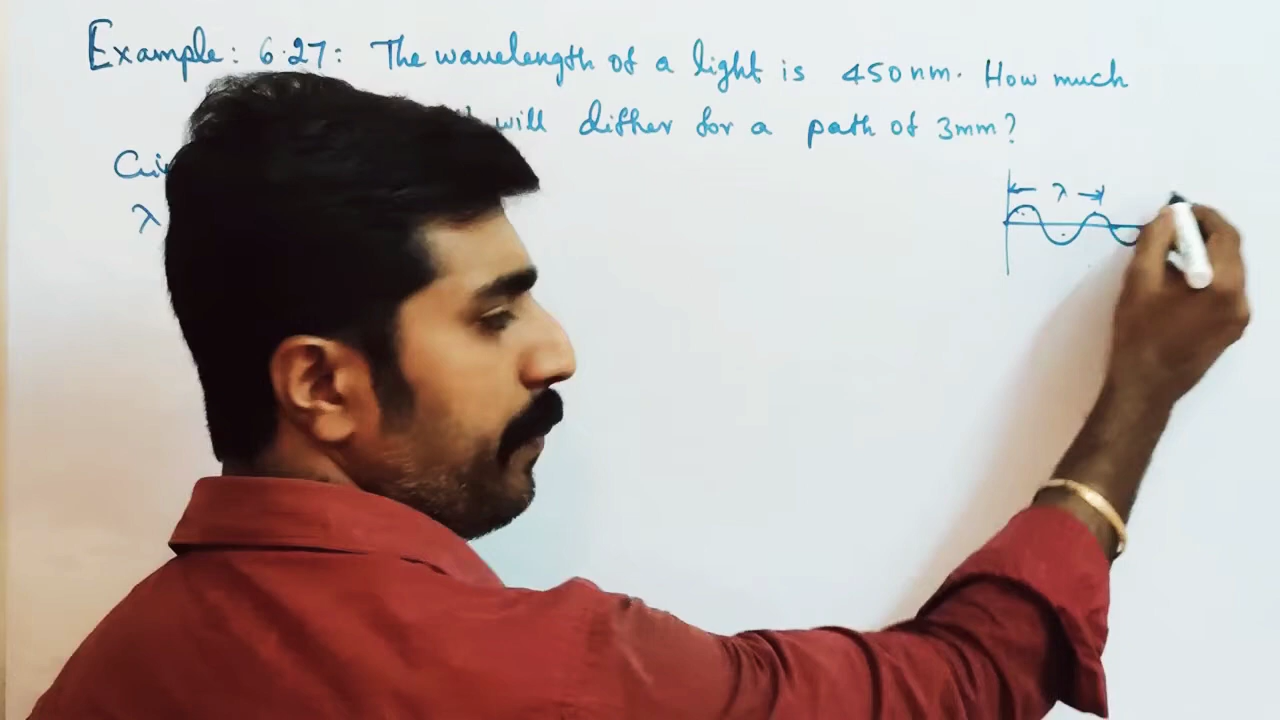 Example: 6.27: The wavelength of a light is 450nm. How much
will differ for a path of 3mm?
λ
λ